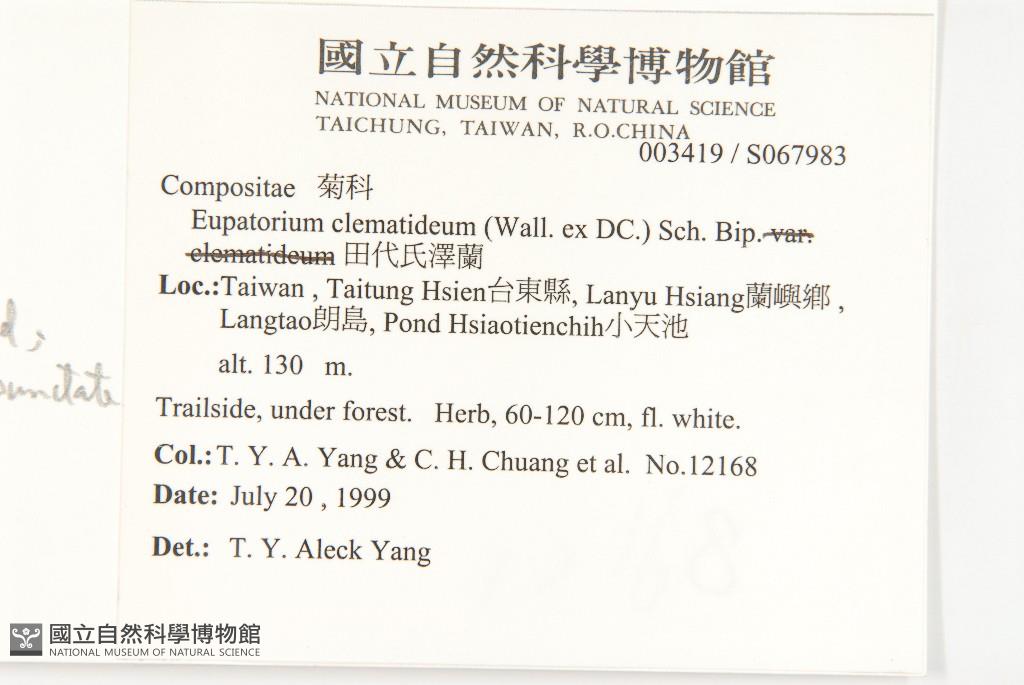 國立自然科學博物館
NATIONAL MUSEUM OF NATURAL SCIENCE
TAICHUNG, TAIWAN, R.O.CHINA
003419 / S067983
Compositae 菊科
Eupatorium clematideum (Wall. ex DC.) Sch. Bip. var.
clematideum 田代氏澤蘭
Loc.:Taiwan , Taitung Hsien台東縣, Lanyu Hsiang蘭嶼鄉 ,
Langtao朗島, Pond Hsiaotienchih小天池
alt. 130 m.
Trailside, under forest. Herb, 60-120 cm, fl. white.
Col.: T. Y. A. Yang & C. H. Chuang et al. No.12168
Date: July 20 , 1999
Det.: T. Y. Aleck Yang
國立自然科學博物館
NATIONAL MUSEUM OF NATURAL SCIENCE